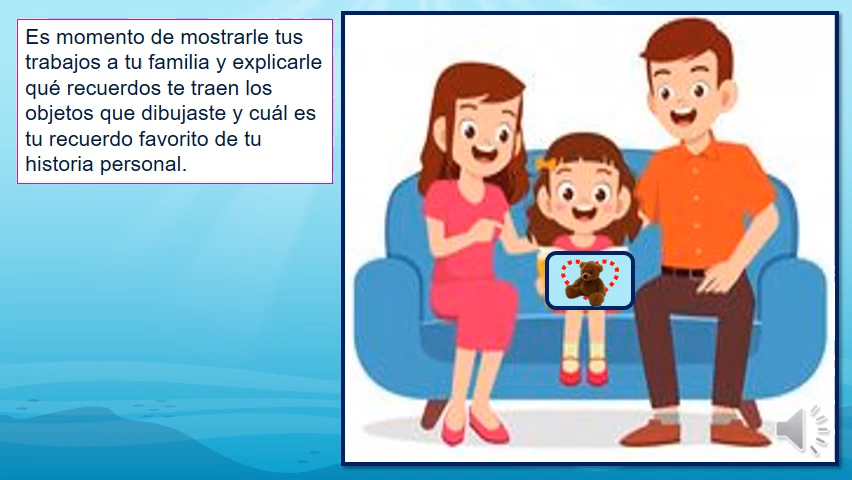 Es momento de mostrarle tus
trabajos a tu familia y explicarle
qué recuerdos te traen los
objetos que dibujaste y cuál es
tu recuerdo favorito de tu
historia personal.